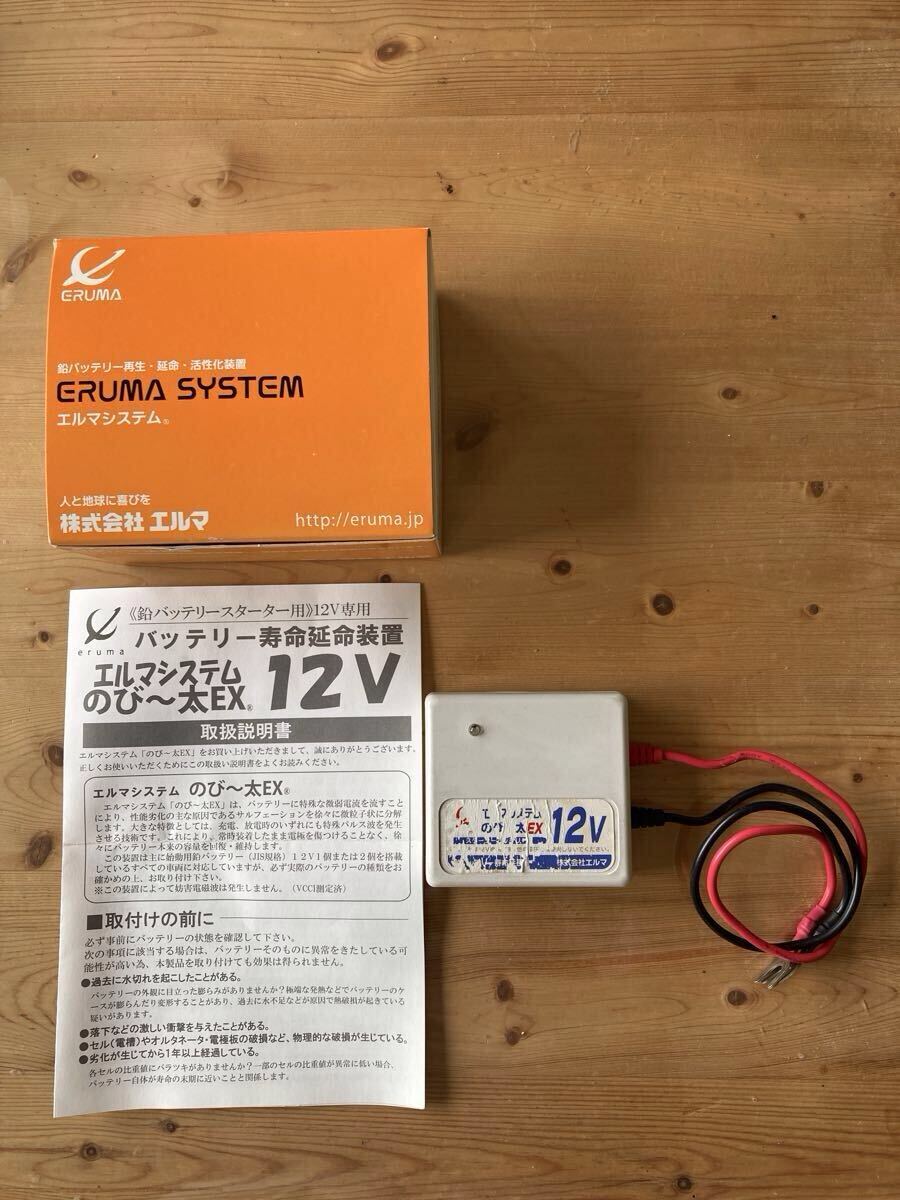 ERUMA
鉛バッテリー再生・延命・活性化装置
ERUMA SYSTEM
エルマシステム®
人と地球に喜びを
株式会社 エルマ
http://eruma.jp
eruma
《鉛バッテリースターター用》12V専用
バッテリー寿命延命装置
エルマシステム
のび〜太EX® 12V
取扱説明書
エルマシステム「のび〜太EX」をお買い上げいただきまして、誠にありがとうございます。
正しくお使いいただくためにこの取扱い説明書をよくお読みください。
エルマシステム のび〜太EX®
エルマシステム「のび〜太EX」は、バッテリーに特殊な微弱電流を流すこと
により、性能劣化の主な原因であるサルフェーションを徐々に微粒子状に分解
します。大きな特徴としては、充電、放電時のいずれにも特殊パルス波を発生
させる技術です。これにより、常時装着したまま電極を傷つけることなく、徐
々にバッテリー本来の容量を回復・維持します。
この装置は主に始動用鉛バッテリー（JIS規格）12V1個または2個を搭載
しているすべての車両に対応していますが、必ず実際のバッテリーの種類をお
確かめの上、お取り付け下さい。
※この装置によって妨害電磁波は発生しません。（VCCI測定済）
■取付けの前に
必ず事前にバッテリーの状態を確認して下さい。
次の事項に該当する場合は、バッテリーそのものに異常をきたしている可
能性が高い為、本製品を取り付けても効果は得られません。
●過去に水切れを起こしたことがある。
バッテリーの外観に目立った膨らみがありませんか？極端な発熱などでバッテリーのケ
ースが膨らんだり変形することがあり、過去に水不足などが原因で熱破損が起きている
疑いがあります。
●落下などの激しい衝撃を与えたことがある。
●セル（電槽）やオルタネータ・電極板の破損など、物理的な破損が生じている。
●劣化が生じてから1年以上経過している。
各セルの比重値にバラツキがありませんか？一部のセルの比重値が異常に低い場合、
バッテリー自体が寿命の末期に近いことと関係します。
ステム
のび 太EX 12V
株式会社エルマ